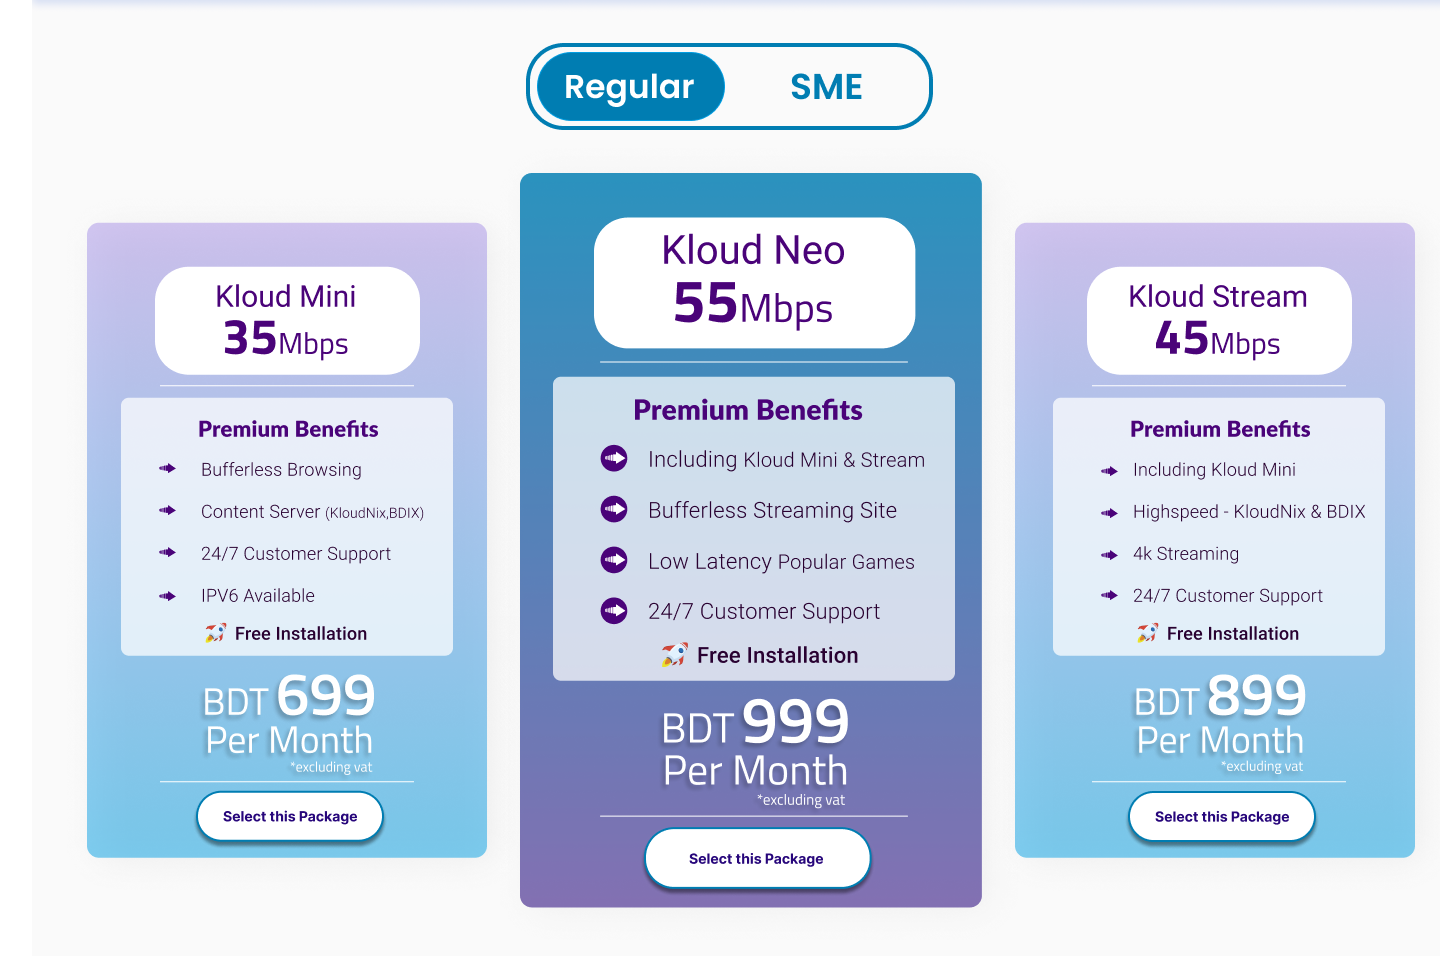 Regular
SME
Kloud Mini
35Mbps
Premium Benefits
Bufferless Browsing
Content Server (KloudNix,BDIX)
24/7 Customer Support
IPV6 Available
Free Installation
BDT 699
Per Month
*excluding vat
Select this Package
Kloud Neo
55Mbps
Premium Benefits
Including Kloud Mini & Stream
Bufferless Streaming Site
Low Latency Popular Games
24/7 Customer Support
Free Installation
BDT 999
Per Month
*excluding vat
Select this Package
Kloud Stream
45Mbps
Premium Benefits
Including Kloud Mini
Highspeed - KloudNix & BDIX
4k Streaming
24/7 Customer Support
Free Installation
BDT 899
Per Month
*excluding vat
Select this Package